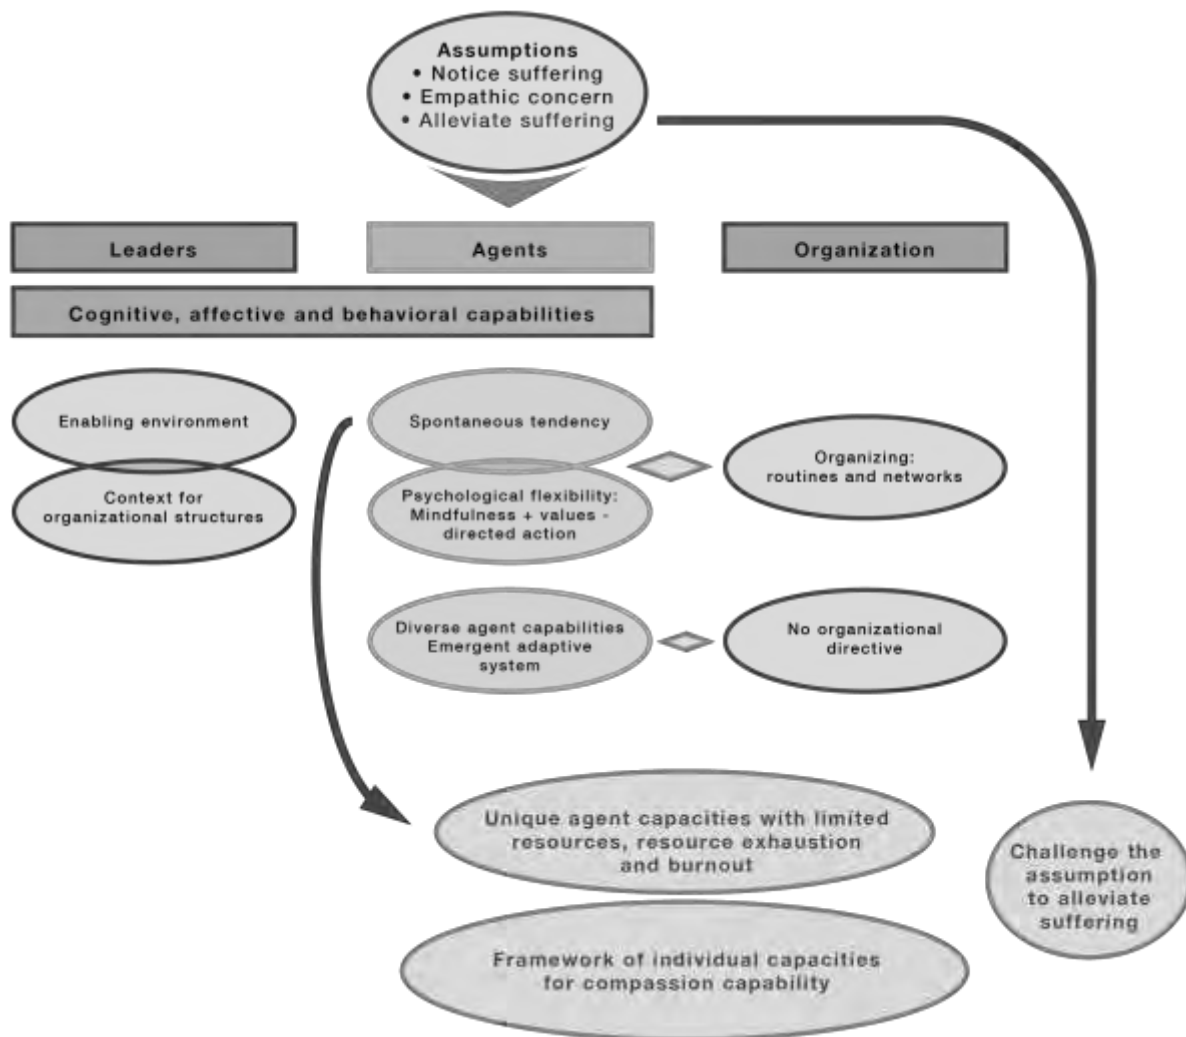 Assumptions
• Notice suffering
• Empathic concern
• Alleviate suffering
Leaders
Agents
Organization
Cognitive, affective and behavioral capabilities
Enabling environment
Context for
organizational structures
Spontaneous tendency
Psychological flexibility:
Mindfulness + values -
directed action
Organizing:
routines and networks
Diverse agent capabilities
Emergent adaptive
system
No organizational
directive
Unique agent capacities with limited
resources, resource exhaustion
and burnout
Framework of individual capacities
for compassion capability
Challenge the
assumption
to alleviate
suffering